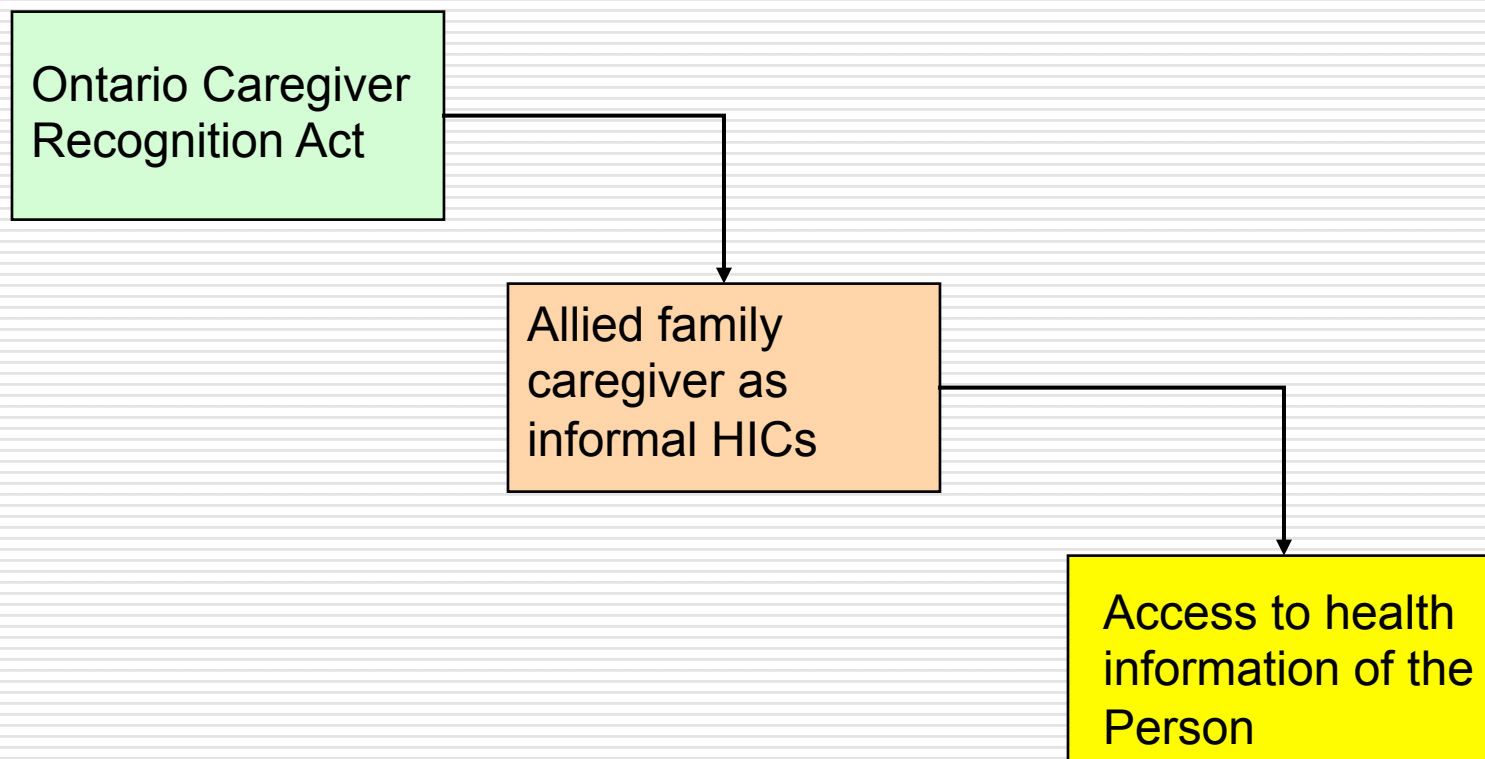 Ontario Caregiver
Recognition Act
Allied family
caregiver as
informal HICs
Access to health
information of the
Person